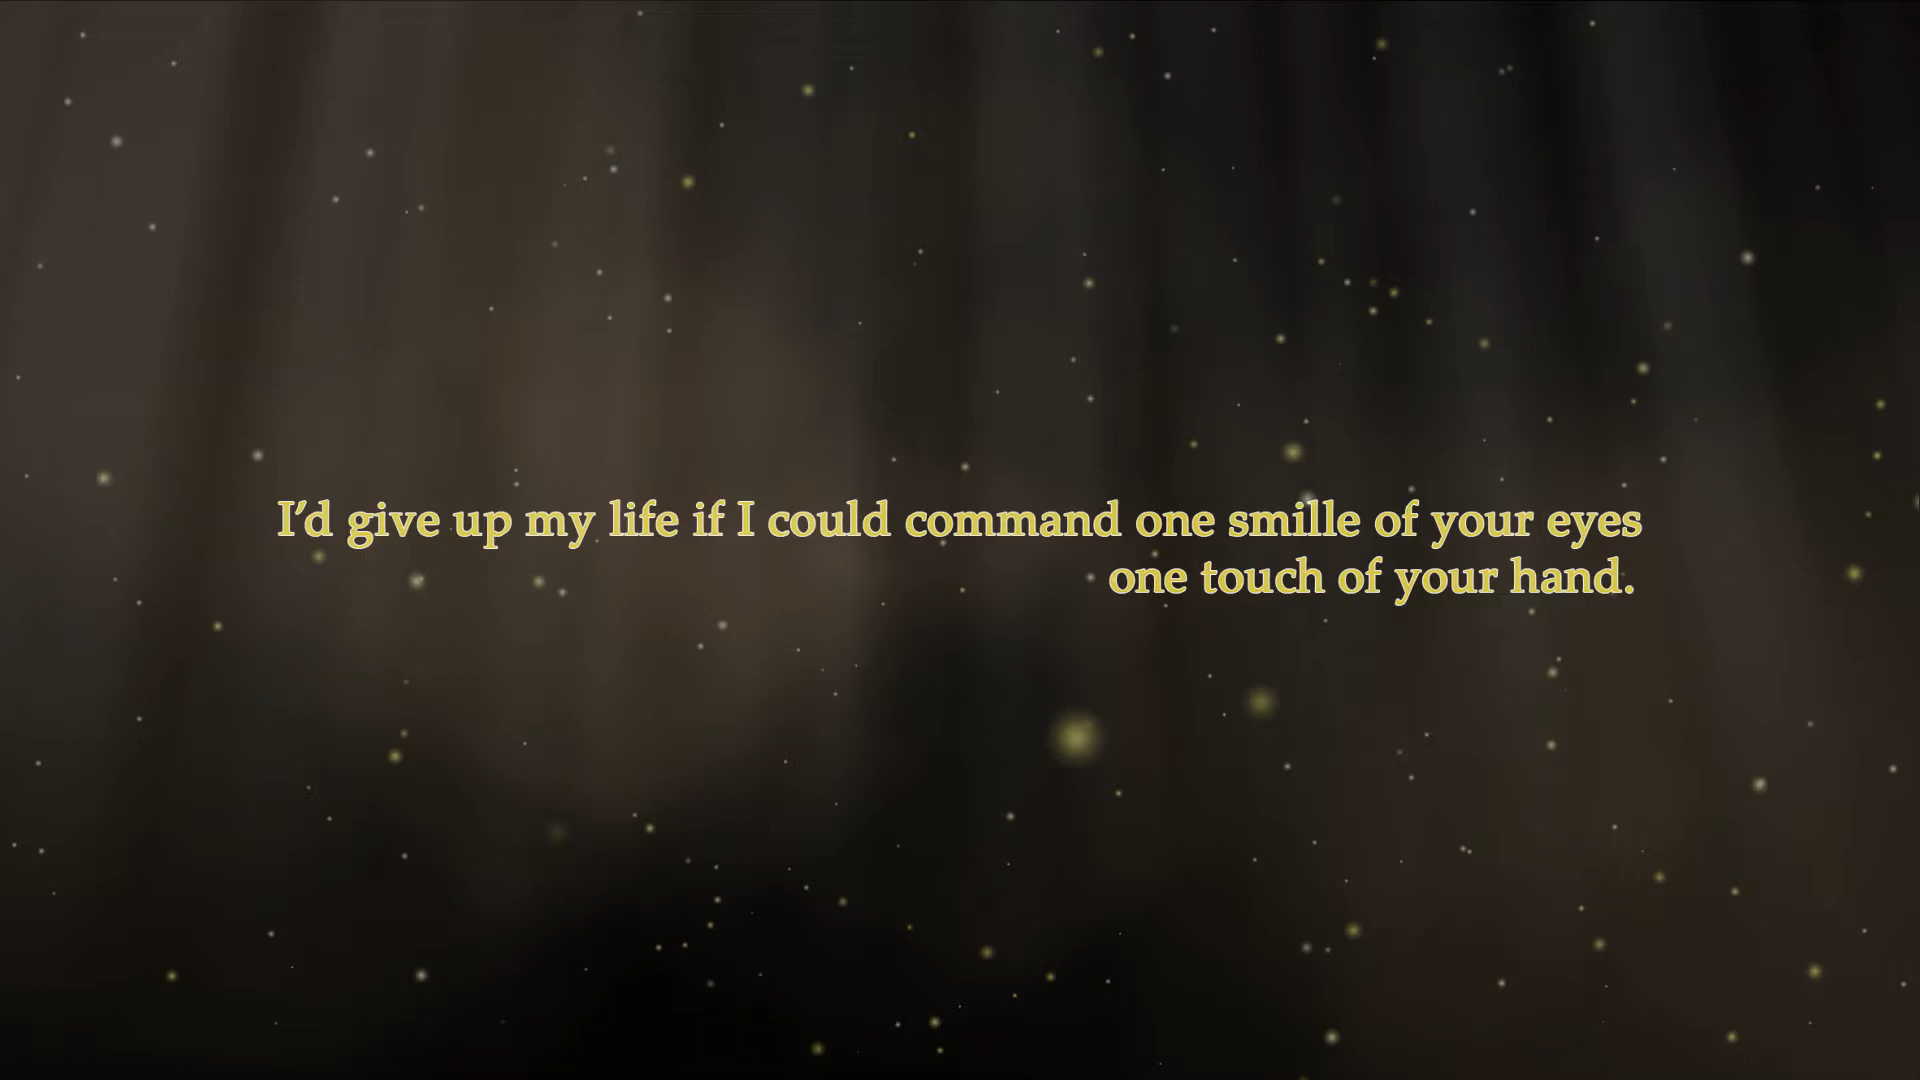 I’d give up my life if I could command one smille of your eyes
one touch of your hand.